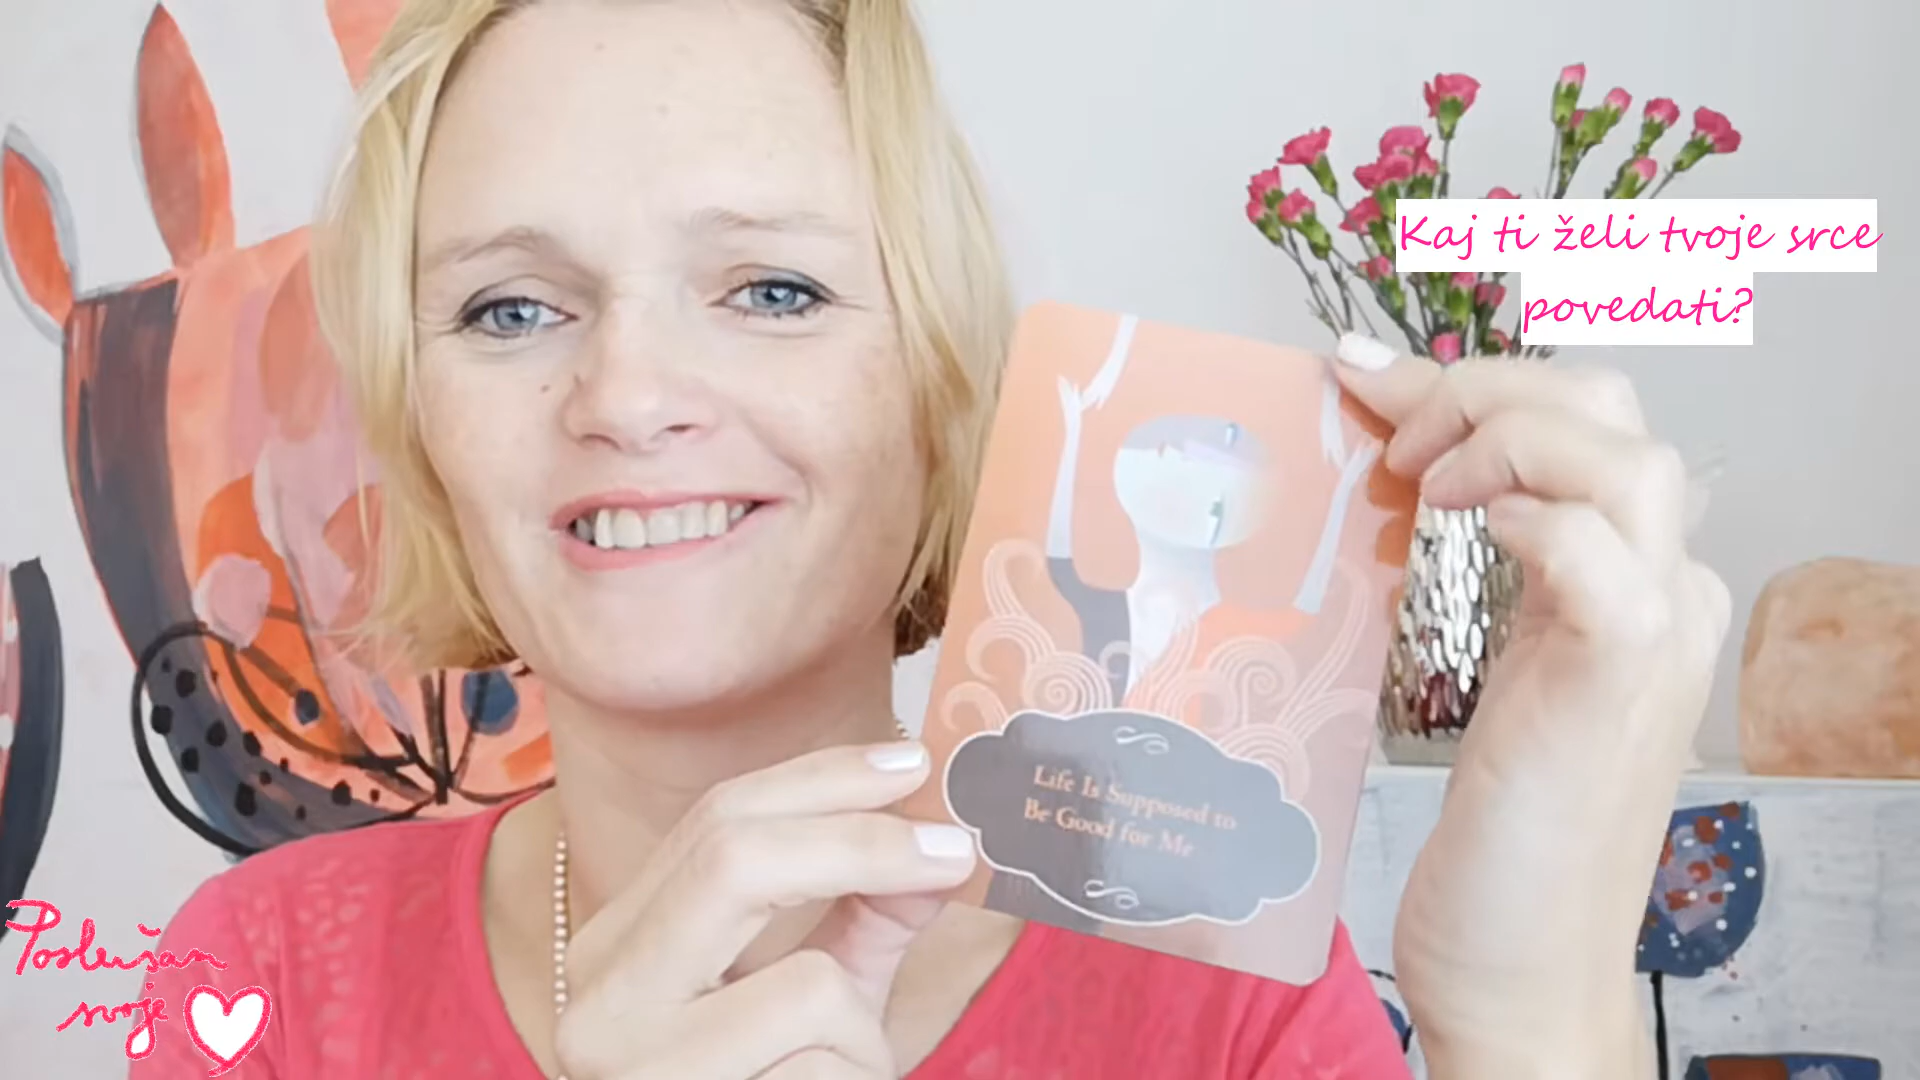 Kaj ti želi tvoje srce
povedati?
Life Is Supposed to
Be Good for Me
Poslušam
svoje